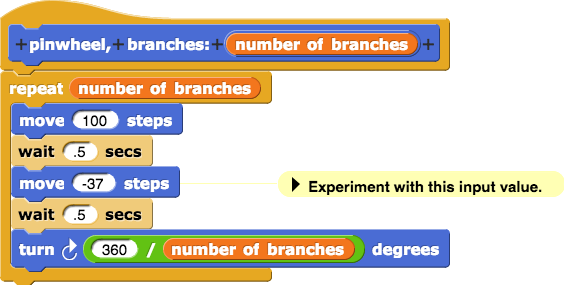 +pinwheel,+ branches:+ number of branches +
repeat number of branches
move 100 steps
wait .5 secs
move -37 steps
Experiment with this input value.
wait .5 secs
turn 360 / number of branches degrees